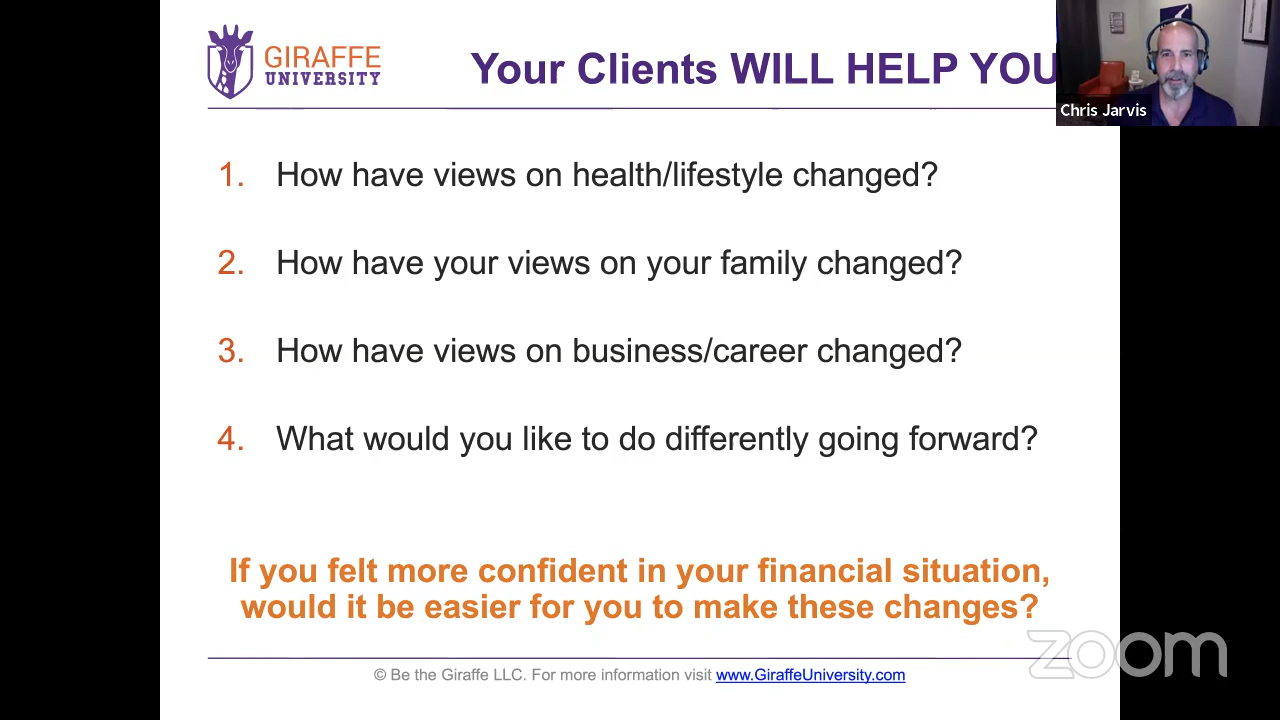 GIRAFFE
UNIVERSITY
Your Clients WILL HELP YOU
Chris Jarvis
1. How have views on health/lifestyle changed?
2. How have your views on your family changed?
3. How have views on business/career changed?
4. What would you like to do differently going forward?
If you felt more confident in your financial situation,
would it be easier for you to make these changes?
zoom
© Be the Giraffe LLC. For more information visit www.GiraffeUniversity.com